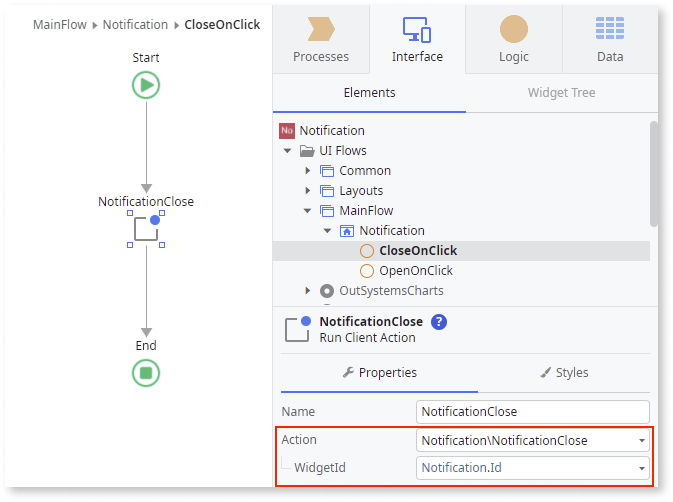 MainFlow ▸ Notification ▸ CloseOnClick
Start
NotificationClose
End
Processes
Interface
Logic
Data
Elements
Widget Tree
No Notification
UI Flows
Common
Layouts
MainFlow
Notification
CloseOnClick
OpenOnClick
OutSystemsCharts
NotificationClose ?
Run Client Action
Properties
Styles
Name
NotificationClose
Action
Notification\NotificationClose
WidgetId
Notification.Id